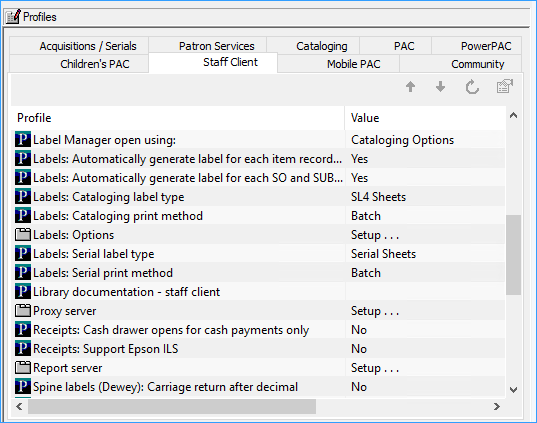 Profiles
Acquisitions / Serials Patron Services Cataloging PAC PowerPAC
Children's PAC Staff Client Mobile PAC Community
Profile Value
Label Manager open using: Cataloging Options
Labels: Automatically generate label for each item record... Yes
Labels: Automatically generate label for each SO and SUB... Yes
Labels: Cataloging label type SL4 Sheets
Labels: Cataloging print method Batch
Labels: Options Setup . . .
Labels: Serial label type Serial Sheets
Labels: Serial print method Batch
Library documentation - staff client
Proxy server Setup . . .
Receipts: Cash drawer opens for cash payments only No
Receipts: Support Epson ILS No
Report server Setup . . .
Spine labels (Dewey): Carriage return after decimal No